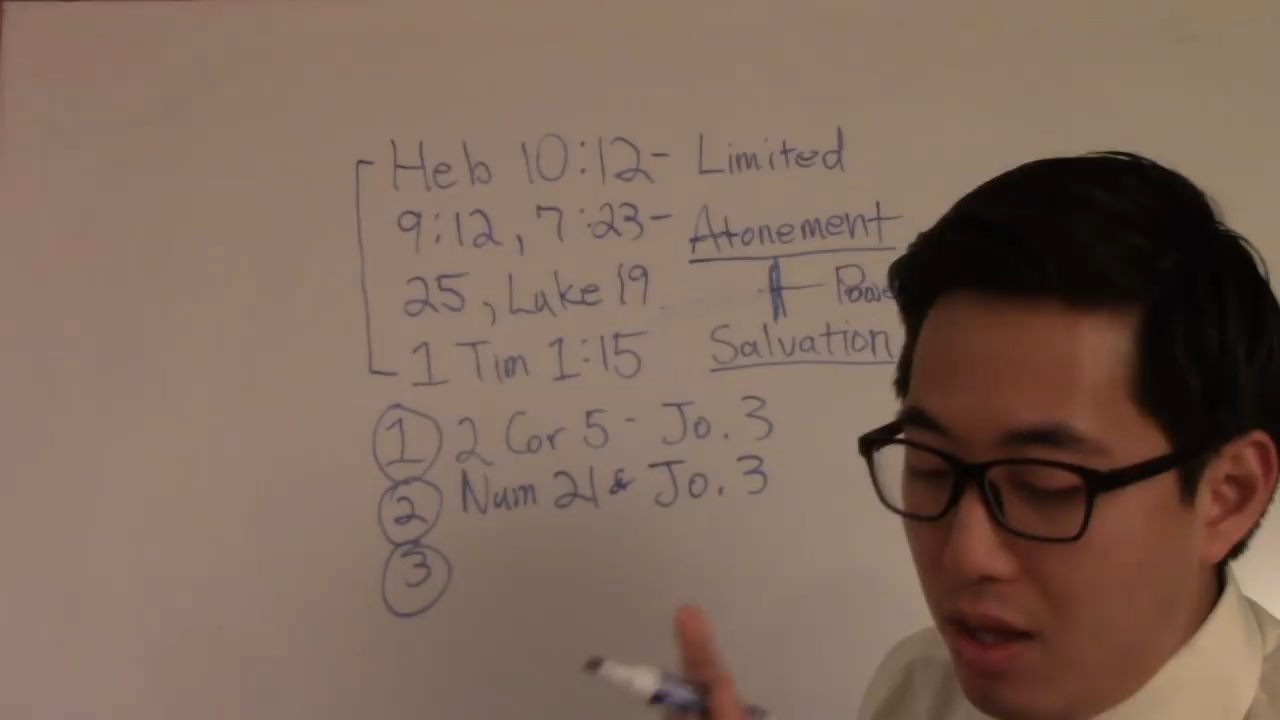 Heb 10:12- Limited
9:12, 7:23- Atonement
25, Luke 19.
1 Tim 1:15 Salvation
1 2 Cor 5 - Jo. 3
2 Num 21 & Jo. 3
3